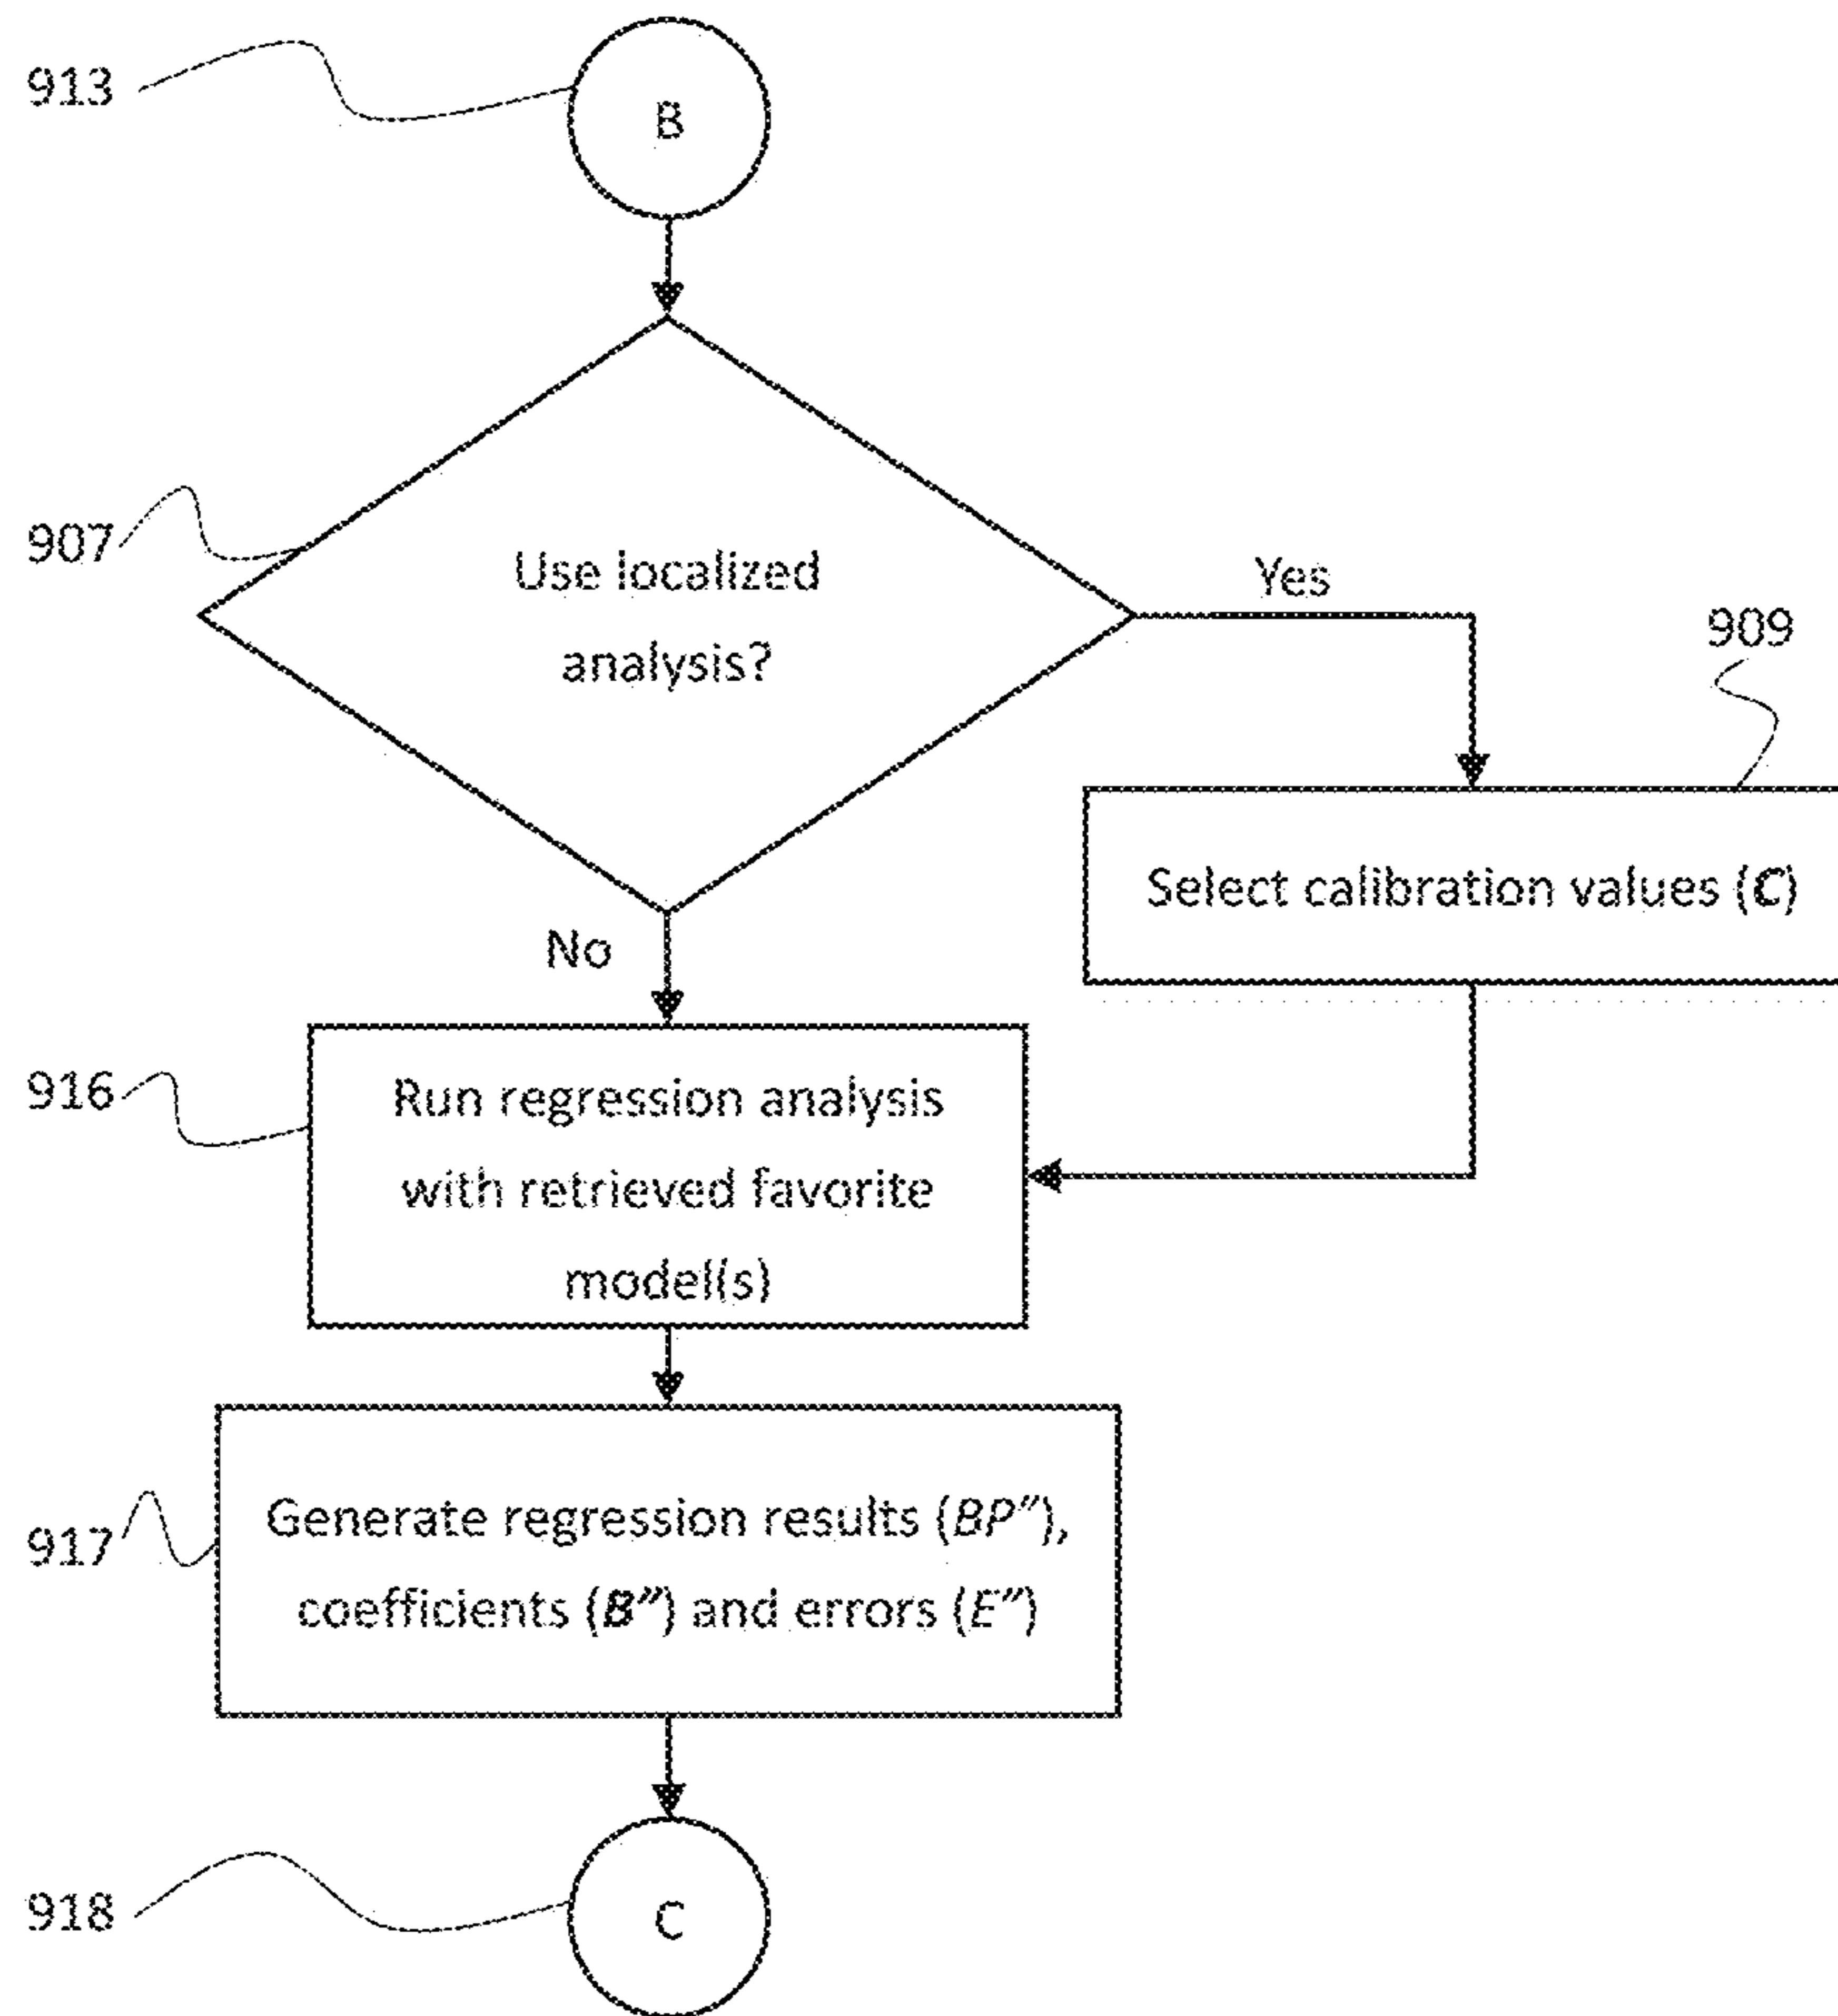 913
B
907
Use localized
analysis?
Yes
909
Select calibration values (C)
No
916
Run regression analysis
with retrieved favorite
model(s)
917
Generate regression results (BP″),
coefficients (B″) and errors (E″)
918
C